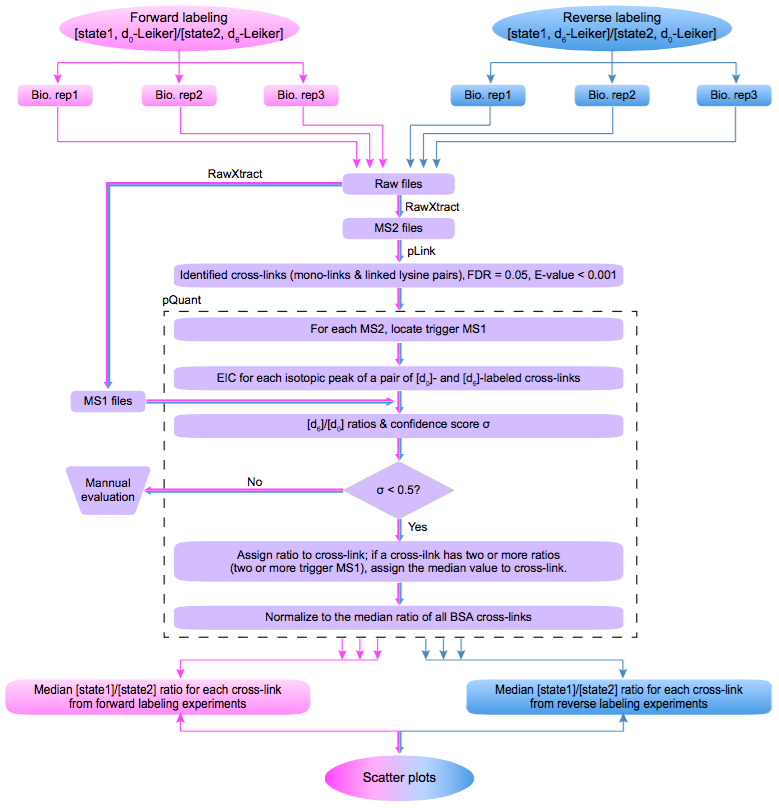 Forward labeling
[state1, d0-Leiker]/[state2, d6-Leiker]
Reverse labeling
[state1, d6-Leiker]/[state2, d0-Leiker]
Bio. rep1
Bio. rep2
Bio. rep3
Bio. rep1
Bio. rep2
Bio. rep3
RawXtract
Raw files
RawXtract
MS2 files
pLink
Identified cross-links (mono-links & linked lysine pairs), FDR = 0.05, E-value < 0.001
pQuant
For each MS2, locate trigger MS1
EIC for each isotopic peak of a pair of [d0]- and [d6]-labeled cross-links
MS1 files
[d6]/[d0] ratios & confidence score σ
Mannual
evaluation
No
σ < 0.5?
Yes
Assign ratio to cross-link; if a cross-ilnk has two or more ratios
(two or more trigger MS1), assign the median value to cross-link.
Normalize to the median ratio of all BSA cross-links
Median [state1]/[state2] ratio for each cross-link
from forward labeling experiments
Median [state1]/[state2] ratio for each cross-link
from reverse labeling experiments
Scatter plots